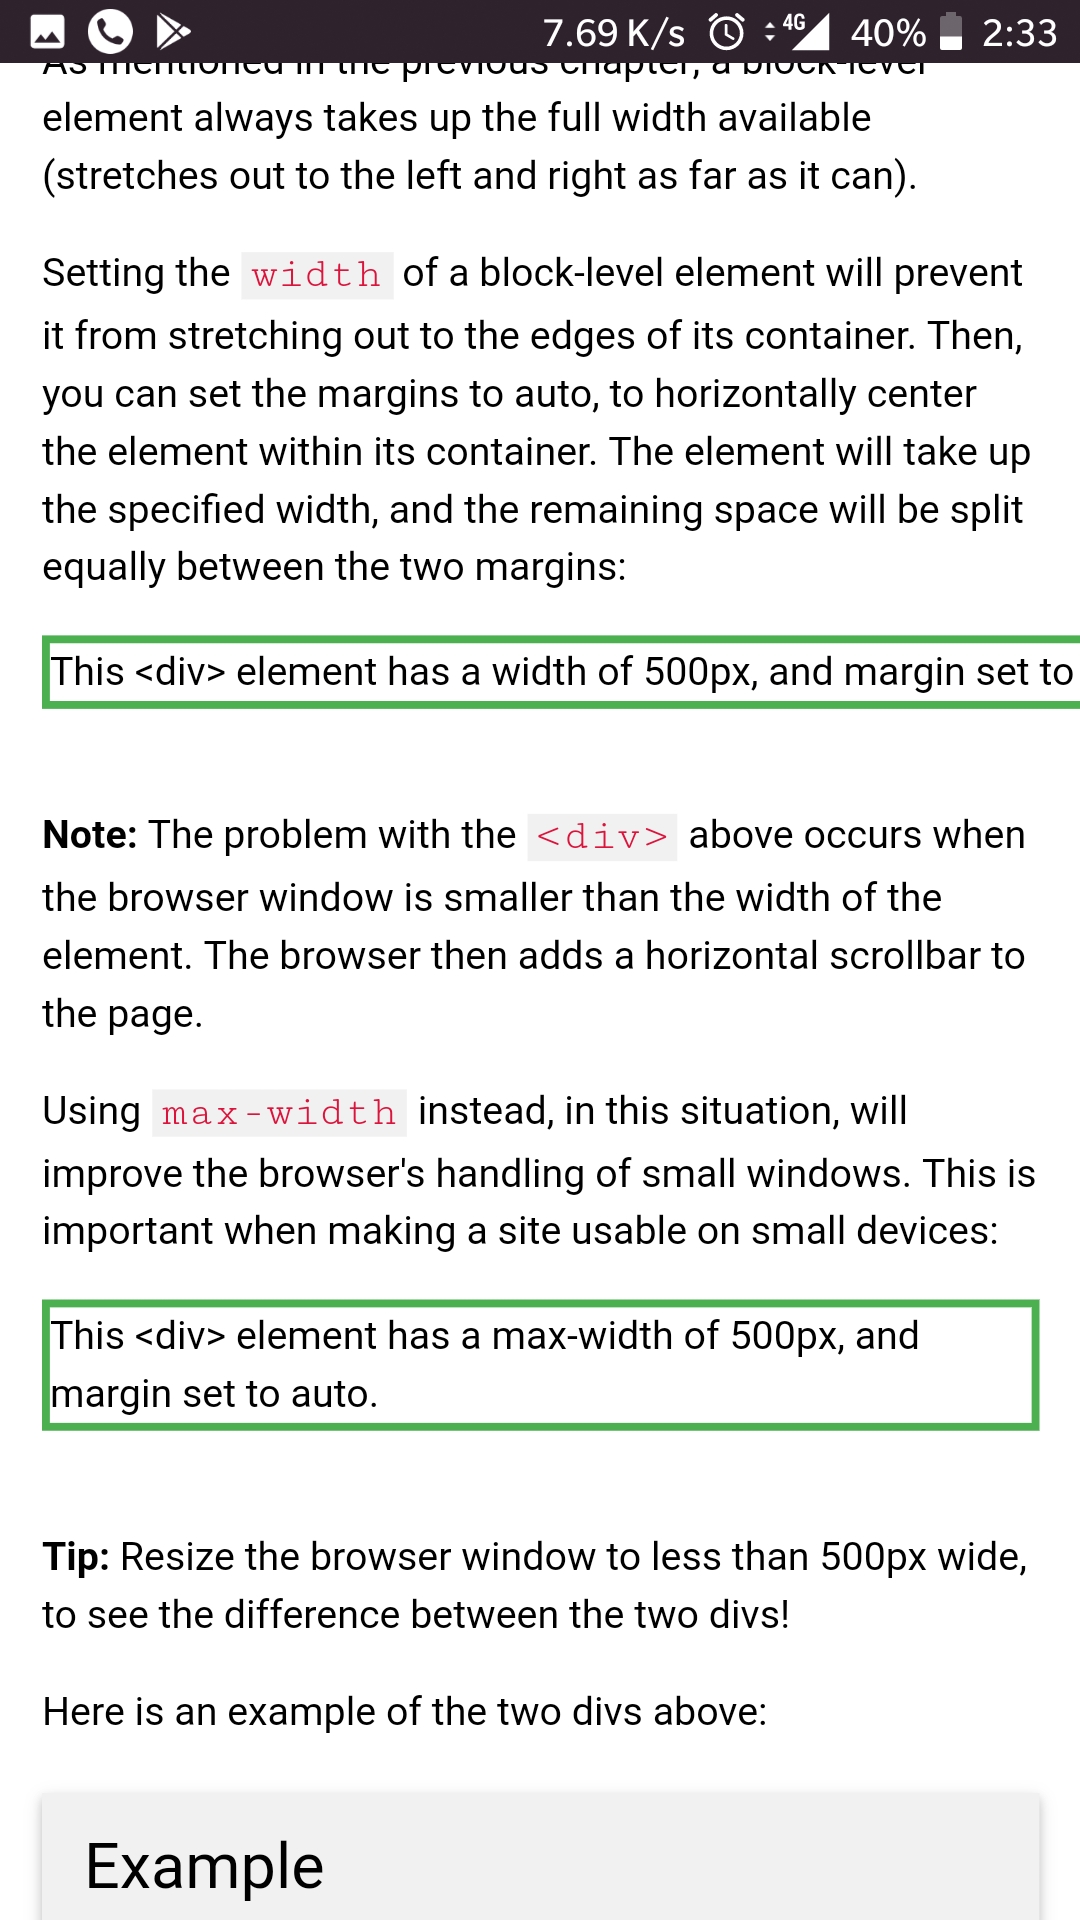 7.69 K/s 4G 40% 2:33
As mentioned in the previous chapter, a block-level
element always takes up the full width available
(stretches out to the left and right as far as it can).
Setting the width of a block-level element will prevent
it from stretching out to the edges of its container. Then,
you can set the margins to auto, to horizontally center
the element within its container. The element will take up
the specified width, and the remaining space will be split
equally between the two margins:
This <div> element has a width of 500px, and margin set to
Note: The problem with the <div> above occurs when
the browser window is smaller than the width of the
element. The browser then adds a horizontal scrollbar to
the page.
Using max-width instead, in this situation, will
improve the browser's handling of small windows. This is
important when making a site usable on small devices:
This <div> element has a max-width of 500px, and
margin set to auto.
Tip: Resize the browser window to less than 500px wide,
to see the difference between the two divs!
Here is an example of the two divs above:
Example